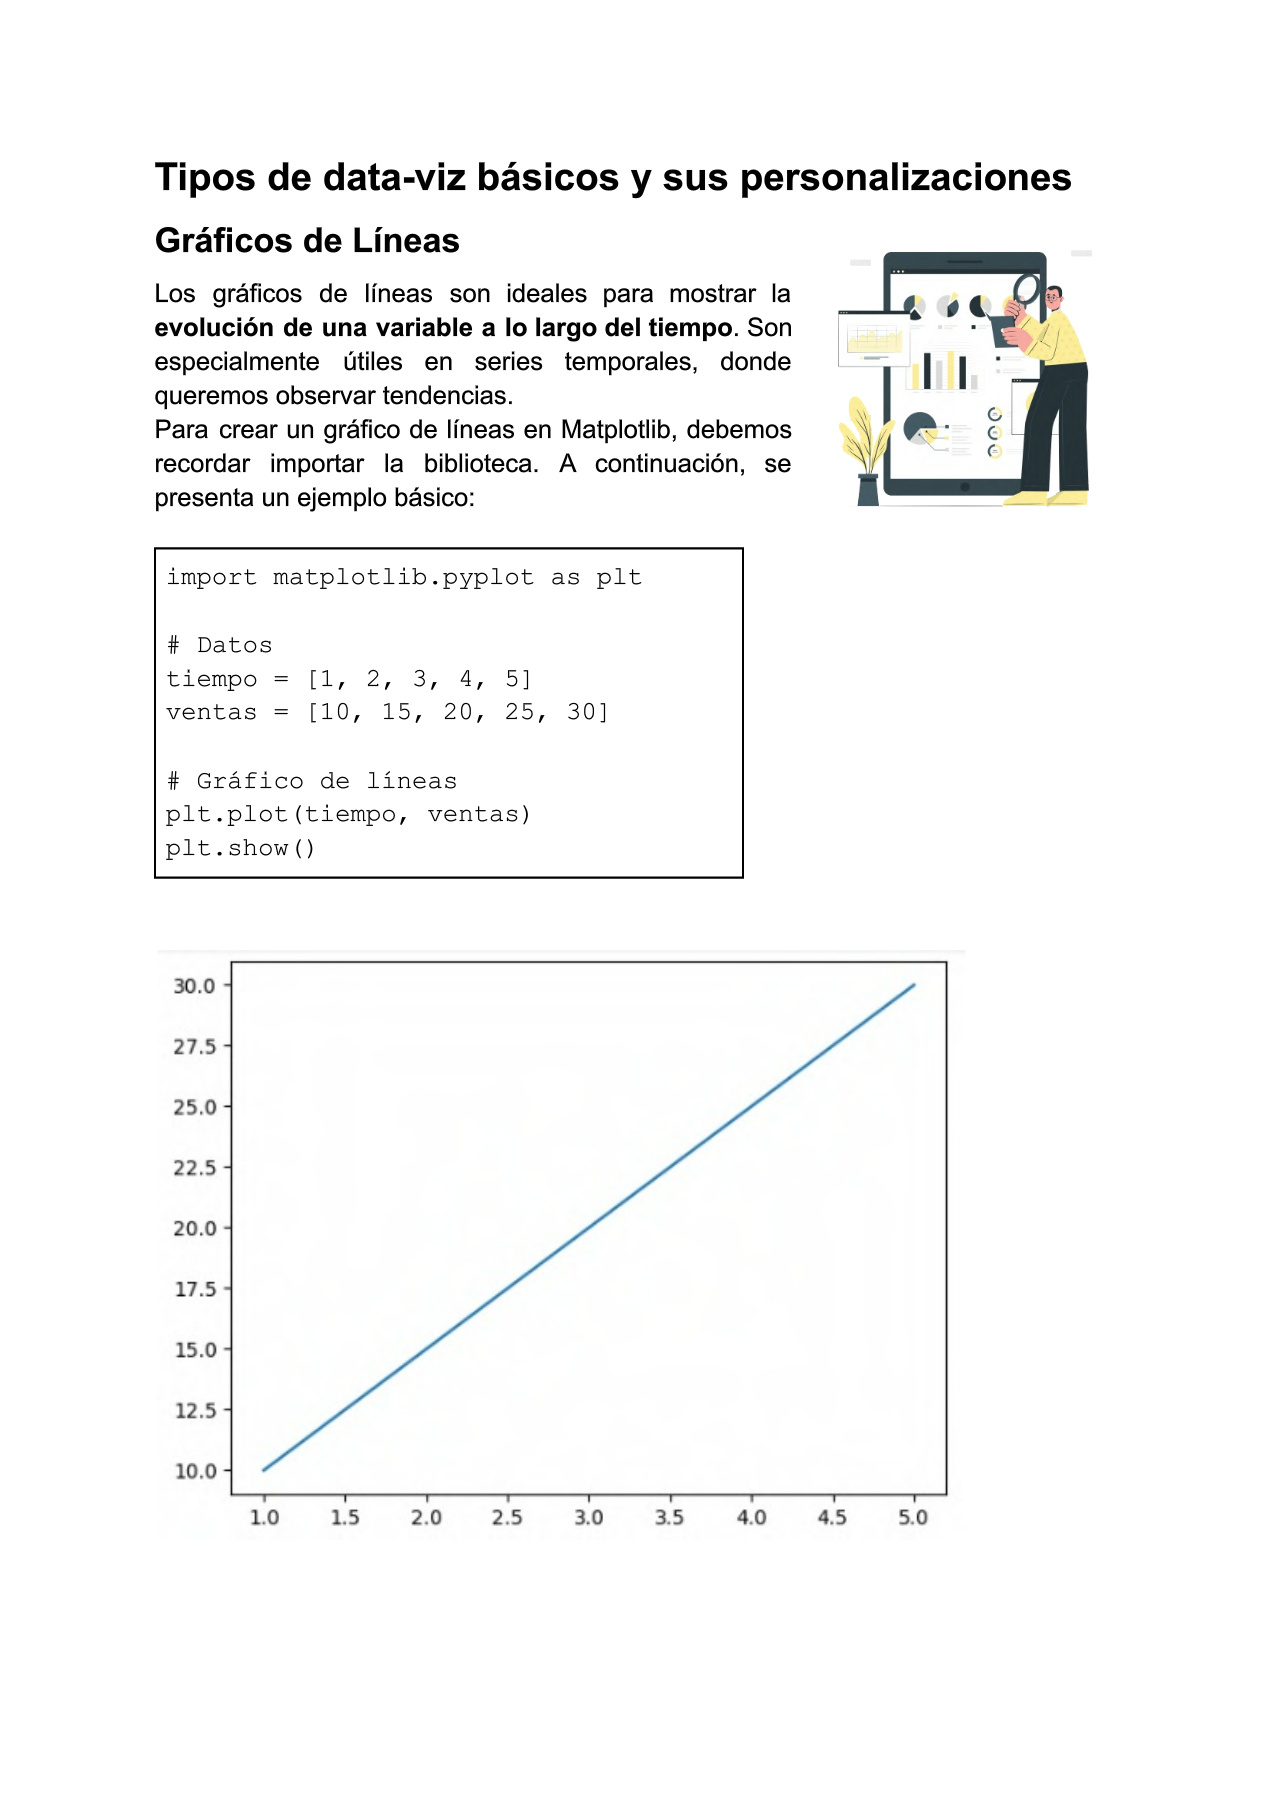 Tipos de data-viz básicos y sus personalizaciones
Gráficos de Líneas
Los gráficos de líneas son ideales para mostrar la
evolución de una variable a lo largo del tiempo. Son
especialmente útiles en series temporales, donde
queremos observar tendencias.
Para crear un gráfico de líneas en Matplotlib, debemos
recordar importar la biblioteca. A continuación, se
presenta un ejemplo básico:
import matplotlib.pyplot as plt
# Datos
tiempo = [1, 2, 3, 4, 5]
ventas = [10, 15, 20, 25, 30]
# Gráfico de líneas
plt.plot(tiempo, ventas)
plt.show()
30.0
27.5
25.0
22.5
20.0
17.5
15.0
12.5
10.0
1.0 1.5 2.0 2.5 3.0 3.5 4.0 4.5 5.0